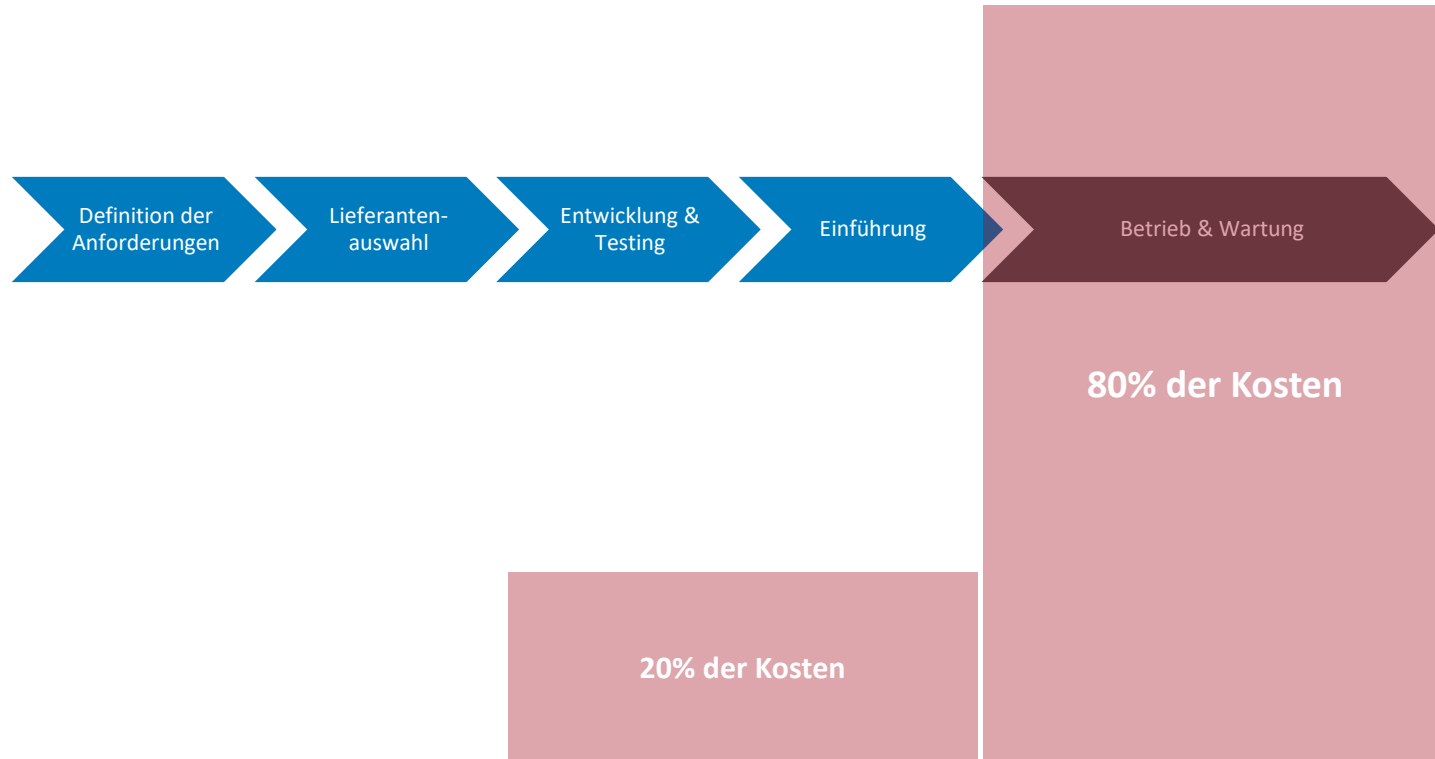 Definition der
Anforderungen
Lieferanten-
auswahl
Entwicklung &
Testing
Einführung
Betrieb & Wartung
80% der Kosten
20% der Kosten